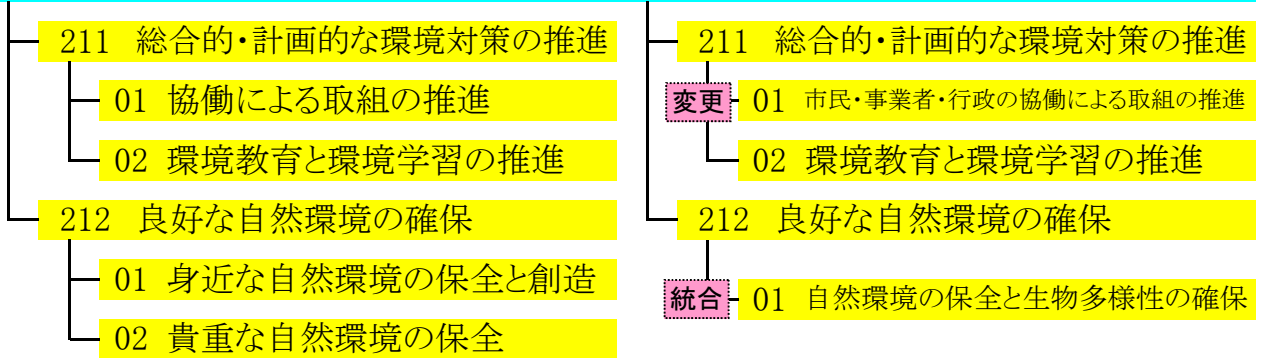 211 総合的・計画的な環境対策の推進
01 協働による取組の推進
02 環境教育と環境学習の推進
212 良好な自然環境の確保
01 身近な自然環境の保全と創造
02 貴重な自然環境の保全
211 総合的・計画的な環境対策の推進
変更 01 市民・事業者・行政の協働による取組の推進
02 環境教育と環境学習の推進
212 良好な自然環境の確保
統合 01 自然環境の保全と生物多様性の確保